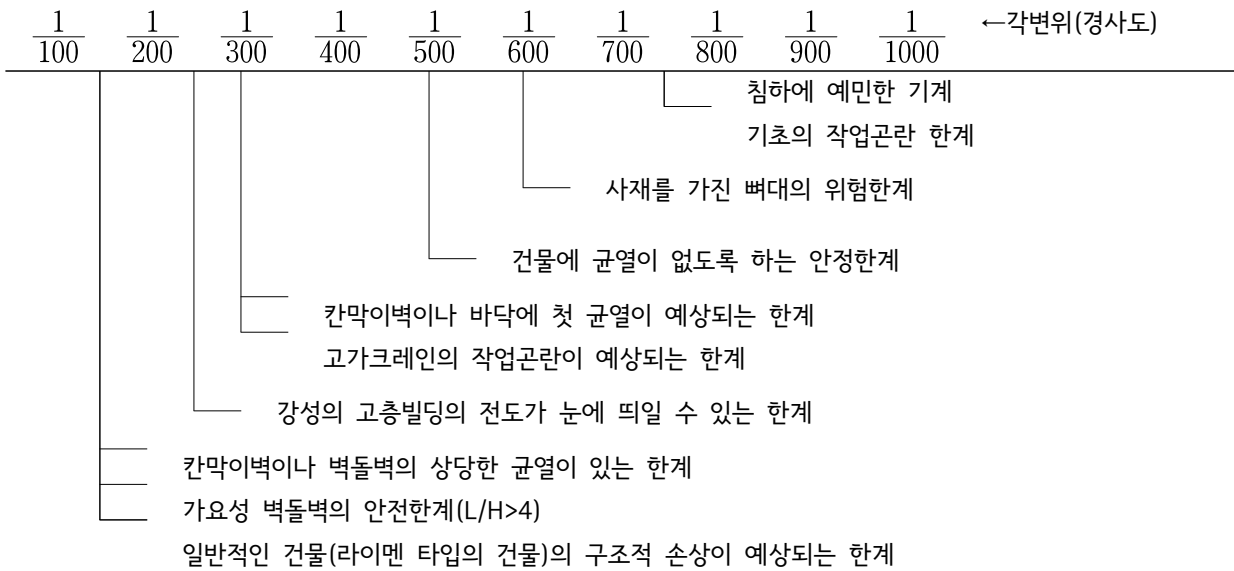 1/100 1/200 1/300 1/400 1/500 1/600 1/700 1/800 1/900 1/1000 ←각변위(경사도)
침하에 예민한 기계
기초의 작업곤란 한계
사재를 가진 뼈대의 위험한계
건물에 균열이 없도록 하는 안정한계
칸막이벽이나 바닥에 첫 균열이 예상되는 한계
고가크레인의 작업곤란이 예상되는 한계
강성의 고층빌딩의 전도가 눈에 띄일 수 있는 한계
칸막이벽이나 벽돌벽의 상당한 균열이 있는 한계
가요성 벽돌벽의 안전한계(L/H>4)
일반적인 건물(라이멘 타입의 건물)의 구조적 손상이 예상되는 한계